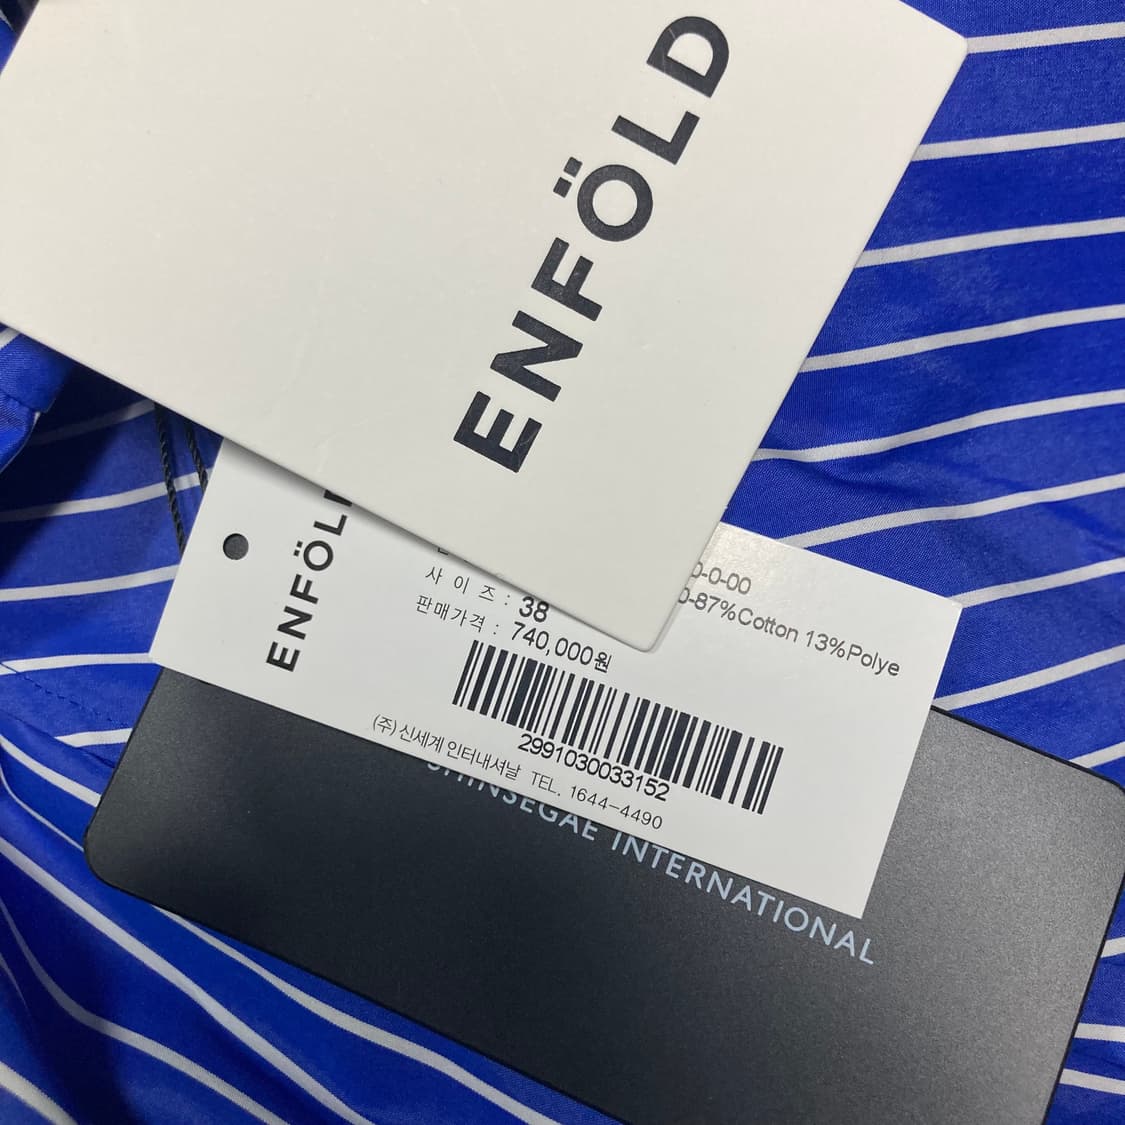 ENFÖLD
ENFÖL
0-0-00
0-87%Cotton 13%Polye
사이즈 : 38
판매가격 : 740,000원
2991030033152
(주)신세계 인터내셔날 TEL. 1644-4490
SHINSEGAE INTERNATIONAL